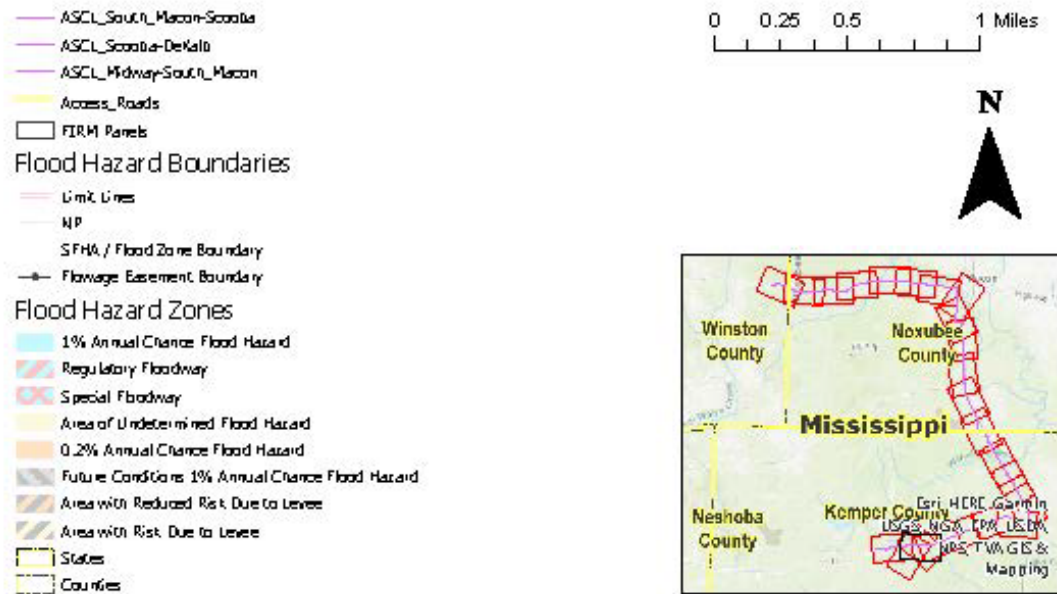 ASCL_South_Macon-Scooba
ASCL_Scooba-DeKalb
ASCL_Midway-South_Macon
Access_Roads
FIRM Panels
Flood Hazard Boundaries
Limit Lines
NP
SFHA / Flood Zone Boundary
Flowage Easement Boundary
Flood Hazard Zones
1% Annual Chance Flood Hazard
Regulatory Floodway
Special Floodway
Area of Undetermined Flood Hazard
0.2% Annual Chance Flood Hazard
Future Conditions 1% Annual Chance Flood Hazard
Area with Reduced Risk Due to Levee
Area with Risk Due to Levee
States
Counties
0 0.25 0.5 1 Miles
N
Winston
County
Noxubee
County
Mississippi
Neshoba
County
Kemper County
Esri, HERE, Garmin,
USGS, NGA, EPA, USDA,
NPS, TVA GIS &
Mapping